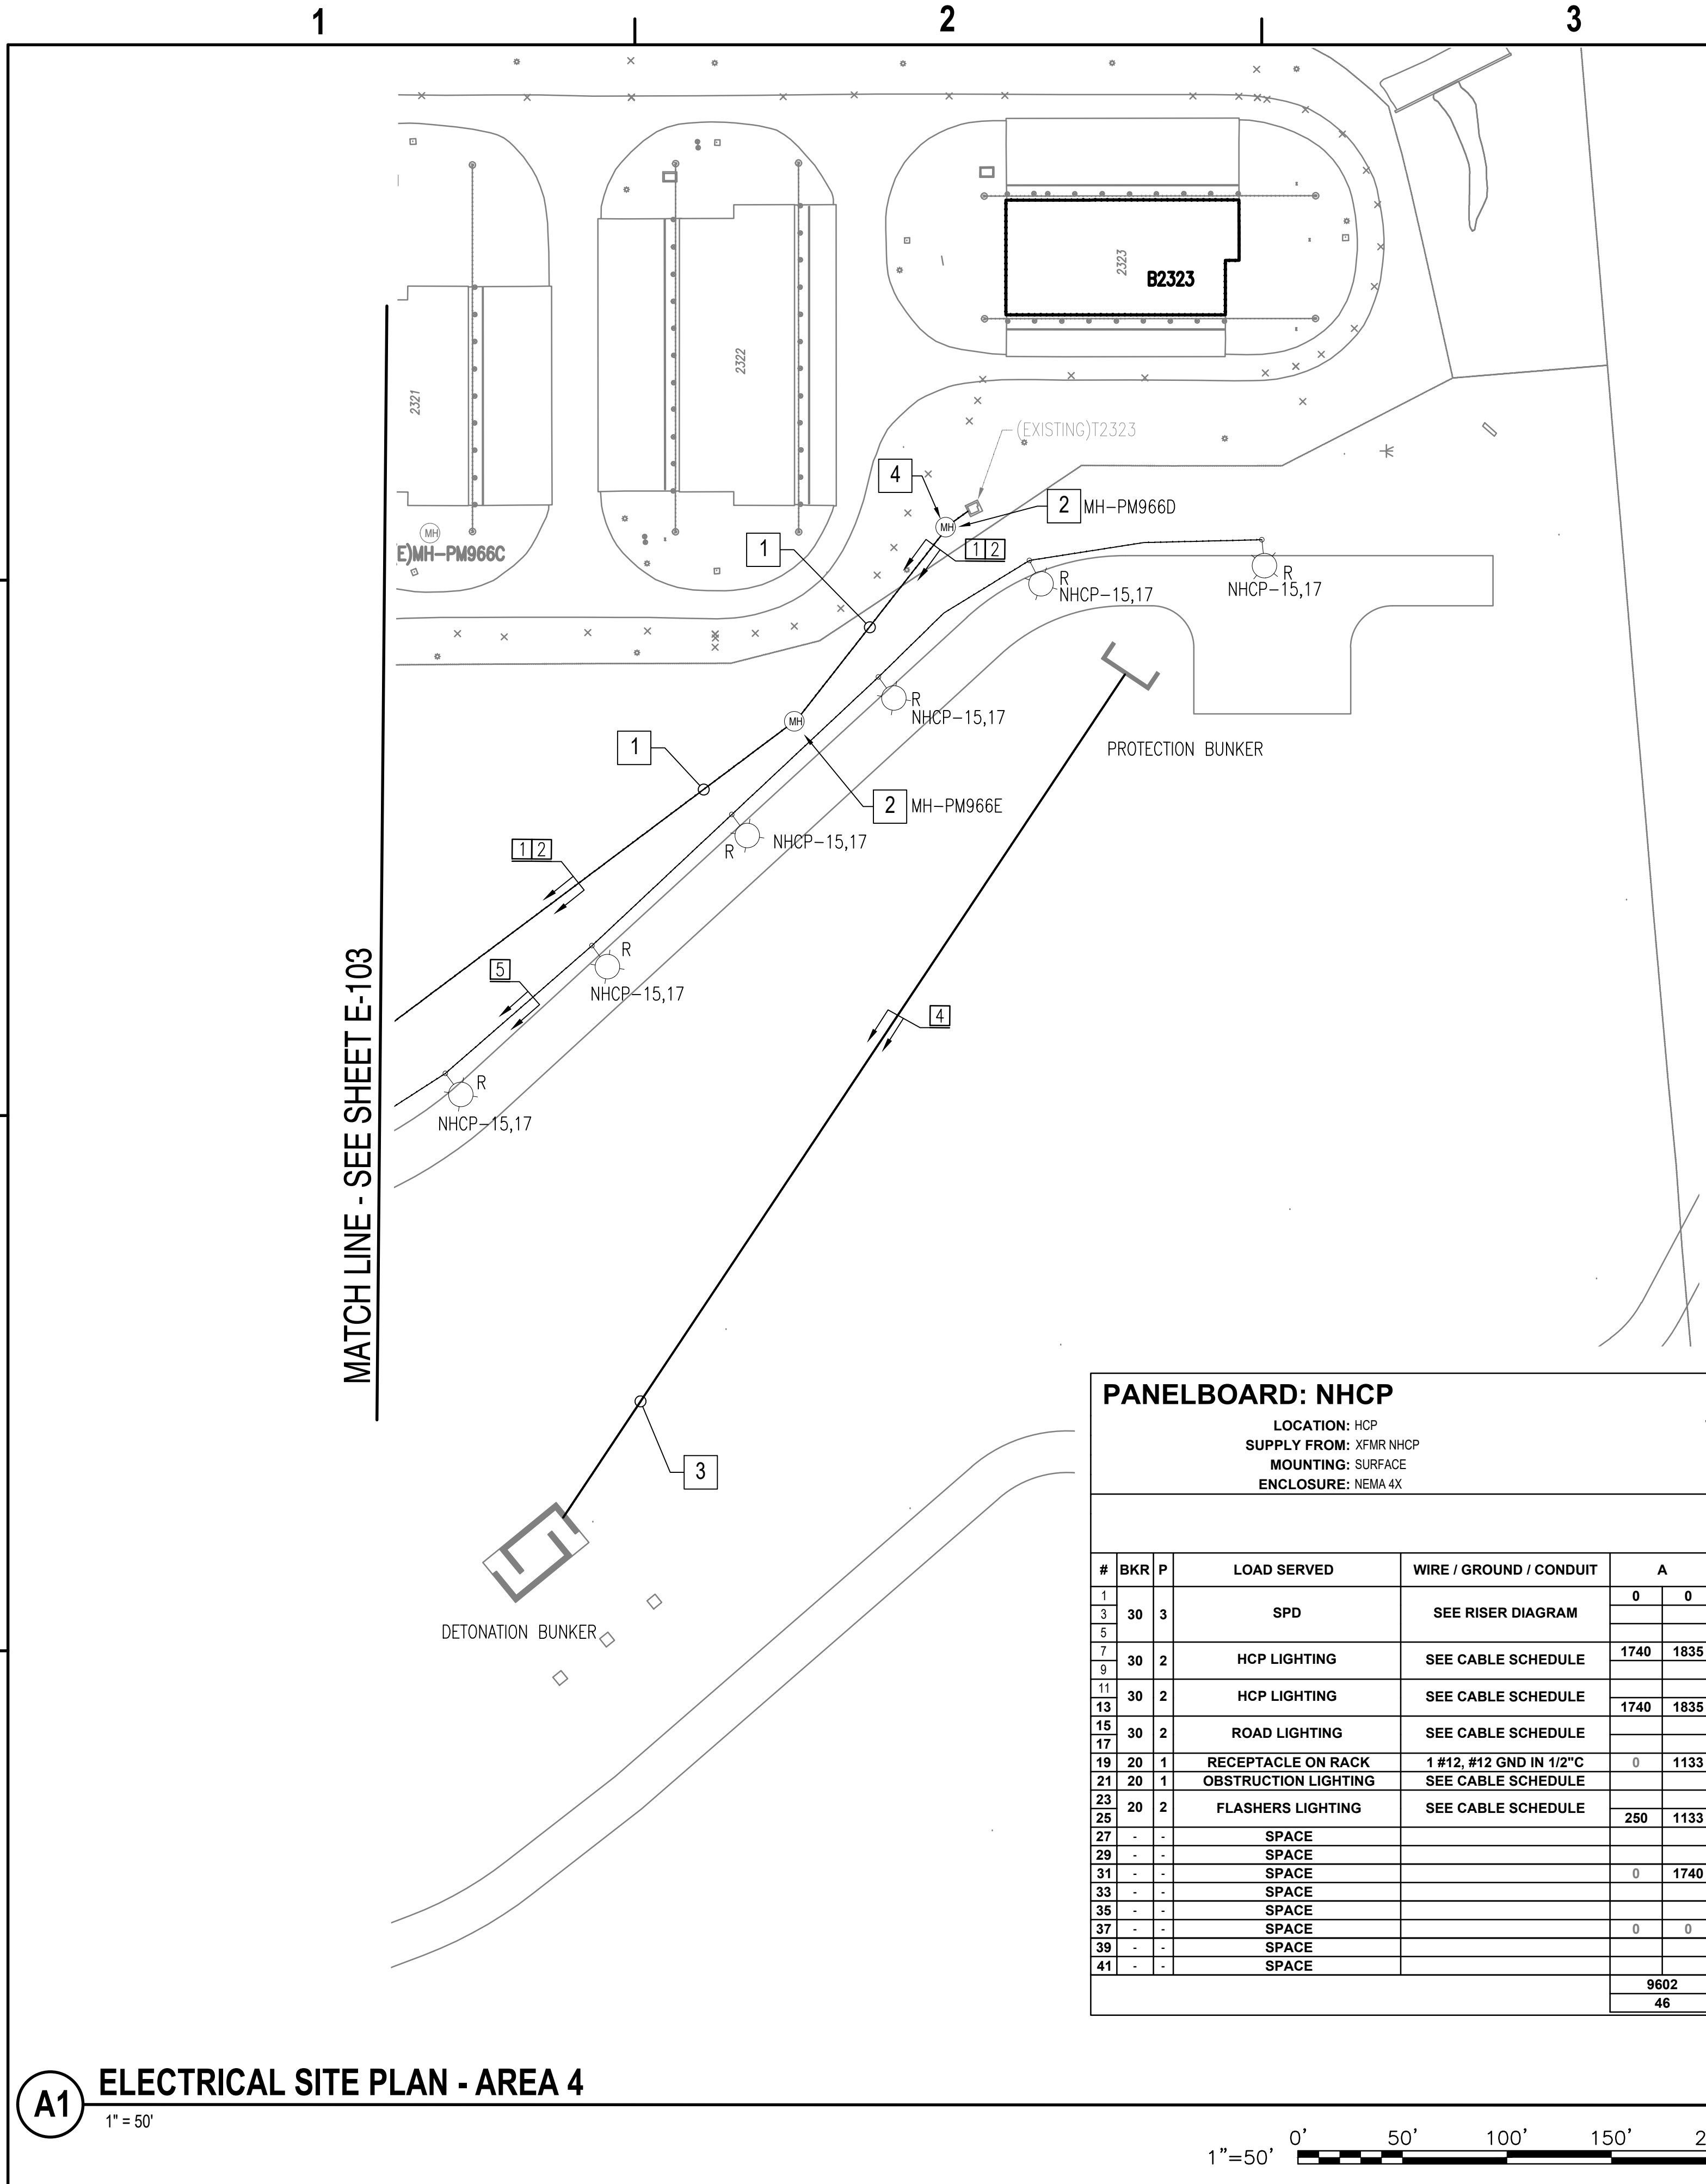 1
2
3
2321
2322
2323
B2323
(EXISTING)T2323
4
2
MH-PM966D
MH
1
2
1
MH
E)MH-PM966C
R
NHCP-15,17
R
NHCP-15,17
R
NHCP-15,17
MH
1
PROTECTION BUNKER
2
MH-PM966E
R
NHCP-15,17
1
2
R
NHCP-15,17
5
4
R
NHCP-15,17
MATCH LINE - SEE SHEET E-103
3
DETONATION BUNKER
PANELBOARD: NHCP
LOCATION: HCP
SUPPLY FROM: XFMR NHCP
MOUNTING: SURFACE
ENCLOSURE: NEMA 4X
# BKR P LOAD SERVED WIRE / GROUND / CONDUIT A
1 0 0
3 30 3 SPD SEE RISER DIAGRAM
5
7 1740 1835
30 2 HCP LIGHTING SEE CABLE SCHEDULE
9
11
30 2 HCP LIGHTING SEE CABLE SCHEDULE
13 1740 1835
15
30 2 ROAD LIGHTING SEE CABLE SCHEDULE
17
19 20 1 RECEPTACLE ON RACK 1 #12, #12 GND IN 1/2"C 0 1133
21 20 1 OBSTRUCTION LIGHTING SEE CABLE SCHEDULE
23
20 2 FLASHERS LIGHTING SEE CABLE SCHEDULE
25 250 1133
27 - - SPACE
29 - - SPACE
31 - - SPACE 0 1740
33 - - SPACE
35 - - SPACE
37 - - SPACE 0 0
39 - - SPACE
41 - - SPACE
9602
46
A1
ELECTRICAL SITE PLAN - AREA 4
1" = 50'
1"=50'
0' 50' 100' 150' 2